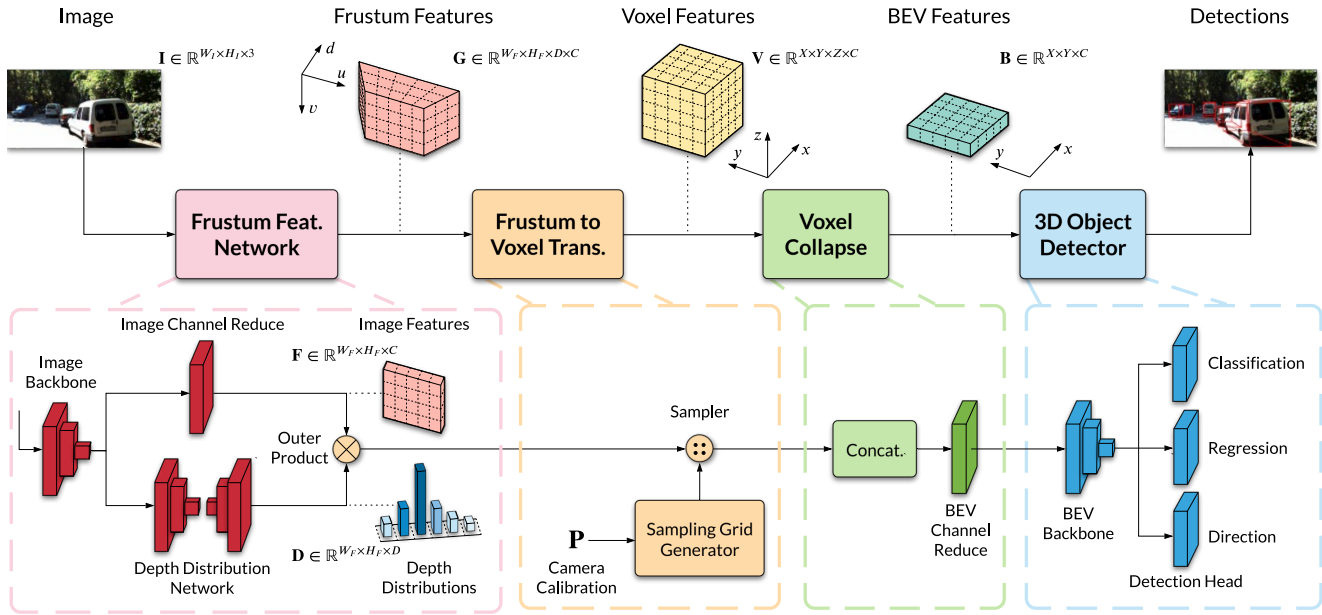 Image
Frustum Features
Voxel Features
BEV Features
Detections
I ∈ ℝ^{W_I×H_I×3}
d
u
v
G ∈ ℝ^{W_F×H_F×D×C}
V ∈ ℝ^{X×Y×Z×C}
z
y
x
B ∈ ℝ^{X×Y×C}
y
x
Frustum Feat.
Network
Frustum to
Voxel Trans.
Voxel
Collapse
3D Object
Detector
Image Channel Reduce
Image Features
F ∈ ℝ^{W_F×H_F×C}
Image
Backbone
Outer
Product
Depth Distribution
Network
D ∈ ℝ^{W_F×H_F×D}
Depth
Distributions
Sampler
P
Camera
Calibration
Sampling Grid
Generator
Concat.
BEV
Channel
Reduce
BEV
Backbone
Classification
Regression
Direction
Detection Head